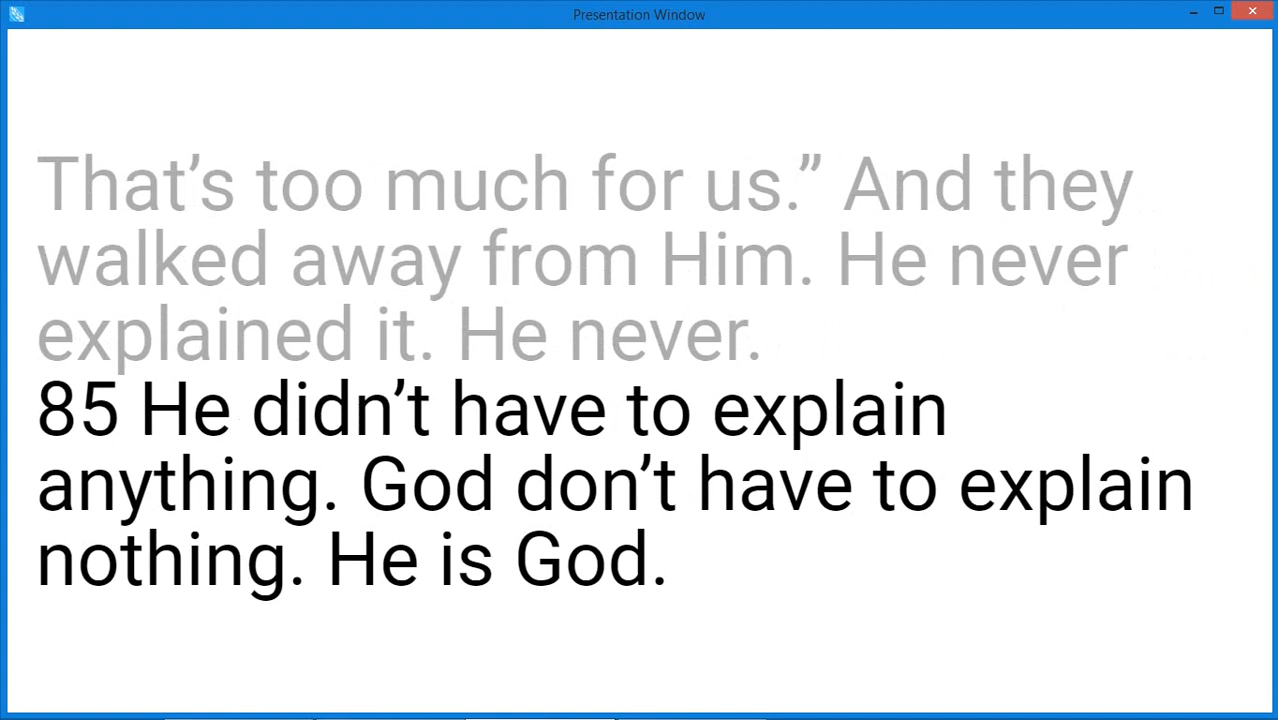 Presentation Window
That’s too much for us.” And they
walked away from Him. He never
explained it. He never.
85 He didn’t have to explain
anything. God don’t have to explain
nothing. He is God.